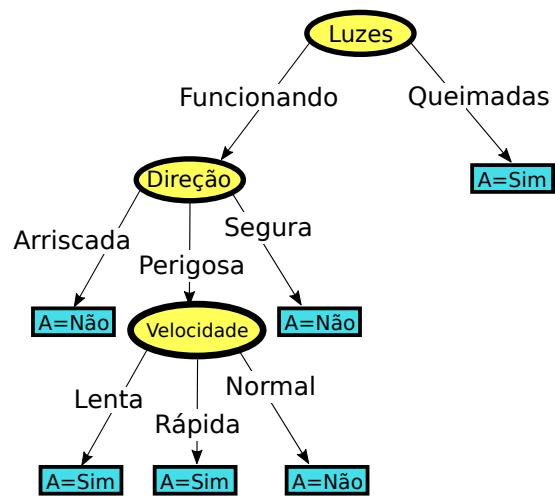 Luzes
Funcionando
Queimadas
Direção
A=Sim
Arriscada
Perigosa
Segura
A=Não
Velocidade
A=Não
Lenta
Rápida
Normal
A=Sim
A=Sim
A=Não